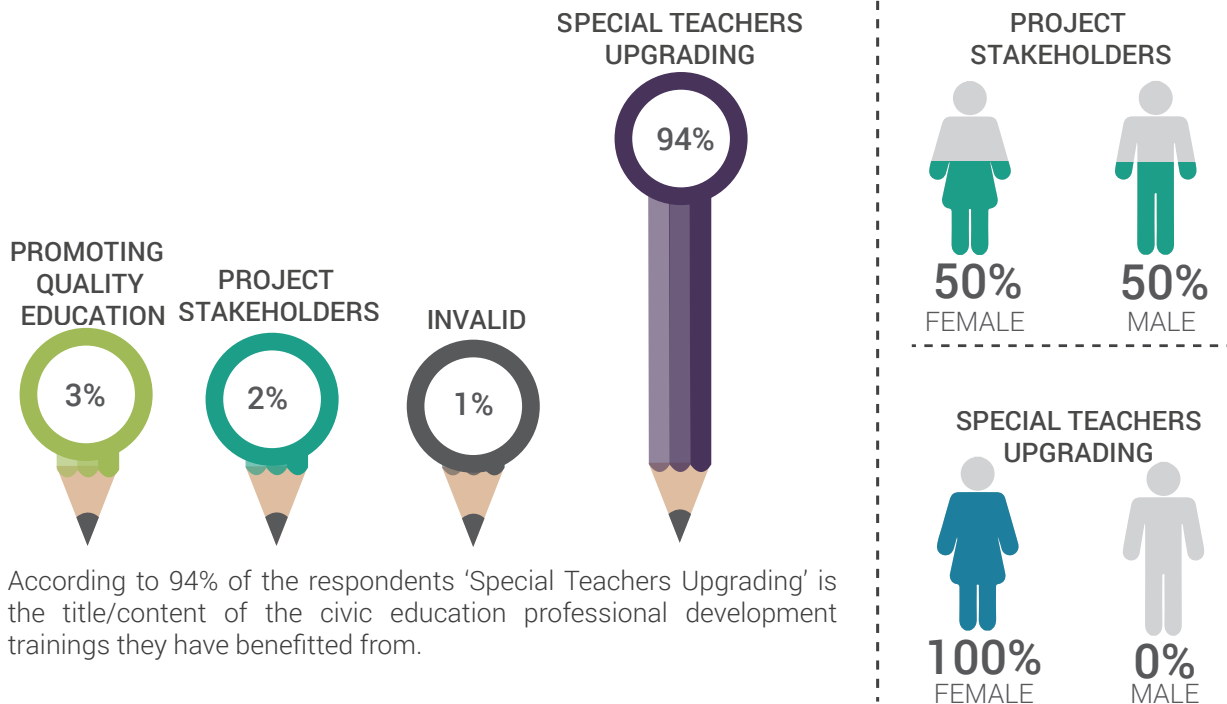 SPECIAL TEACHERS
UPGRADING
94%
PROMOTING
QUALITY
EDUCATION
3%
PROJECT
STAKEHOLDERS
2%
INVALID
1%
According to 94% of the respondents ‘Special Teachers Upgrading’ is
the title/content of the civic education professional development
trainings they have benefitted from.
PROJECT
STAKEHOLDERS
50%
FEMALE
50%
MALE
SPECIAL TEACHERS
UPGRADING
100%
FEMALE
0%
MALE